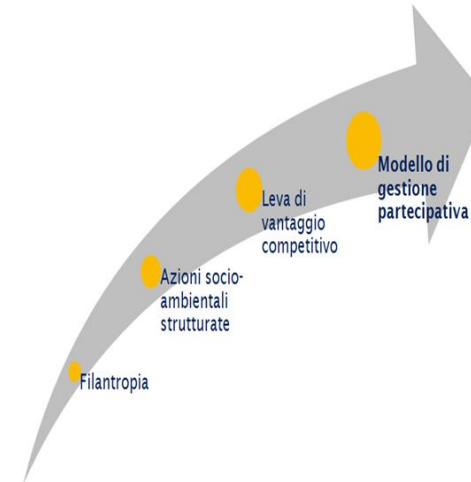 Modello di
gestione
partecipativa
Leva di
vantaggio
competitivo
Azioni socio-
ambientali
strutturate
Filantropia